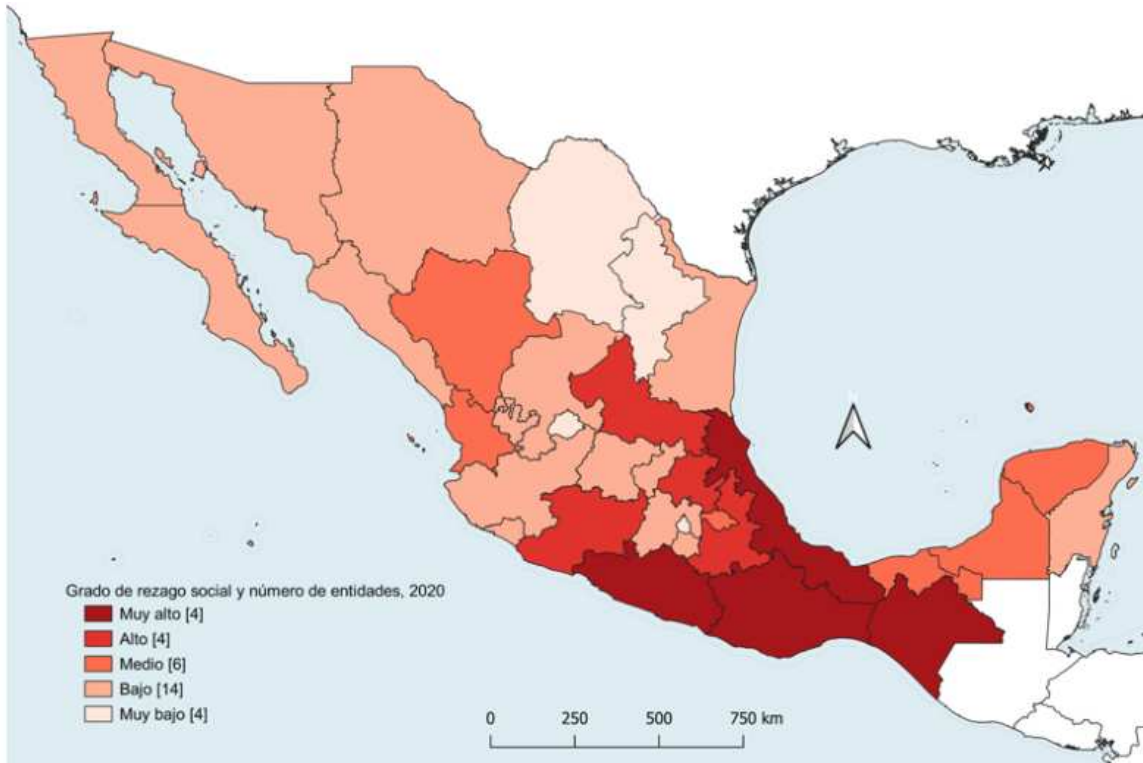 Grado de rezago social y número de entidades, 2020
Muy alto [4]
Alto [4]
Medio [6]
Bajo [14]
Muy bajo [4]
0 250 500 750 km